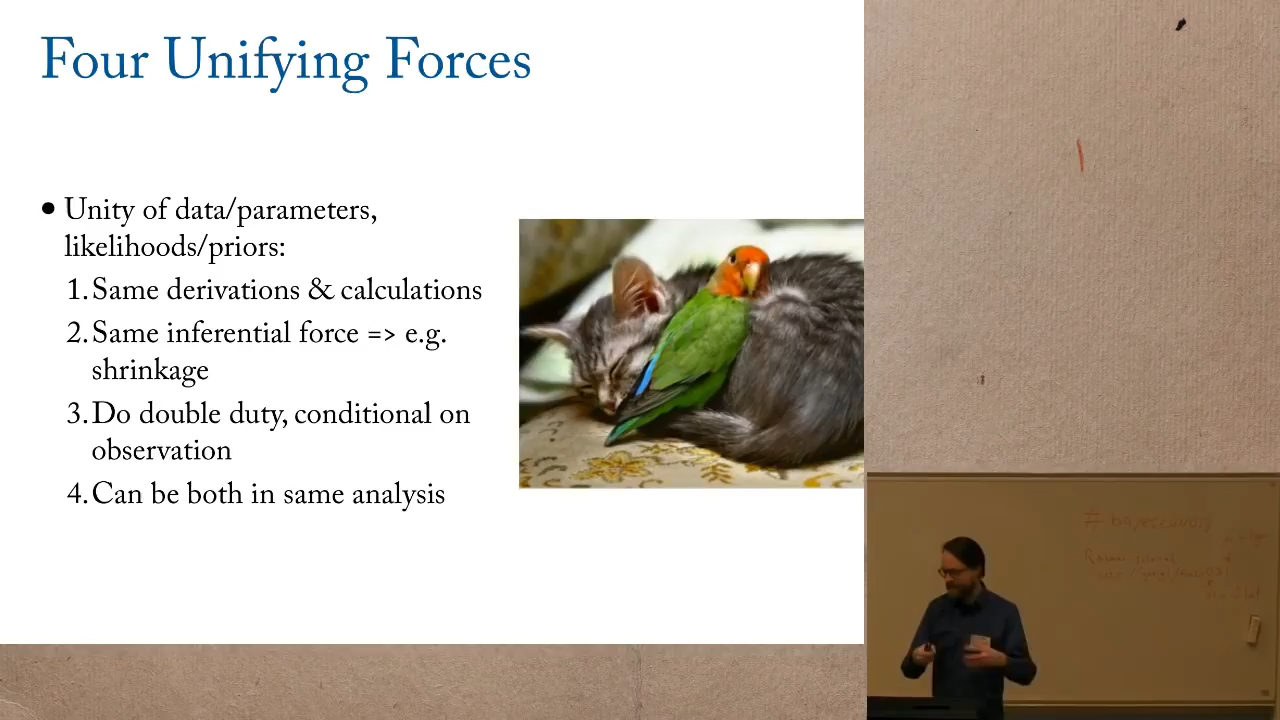 Four Unifying Forces
• Unity of data/parameters,
likelihoods/priors:
1. Same derivations & calculations
2. Same inferential force => e.g.
shrinkage
3. Do double duty, conditional on
observation
4. Can be both in same analysis